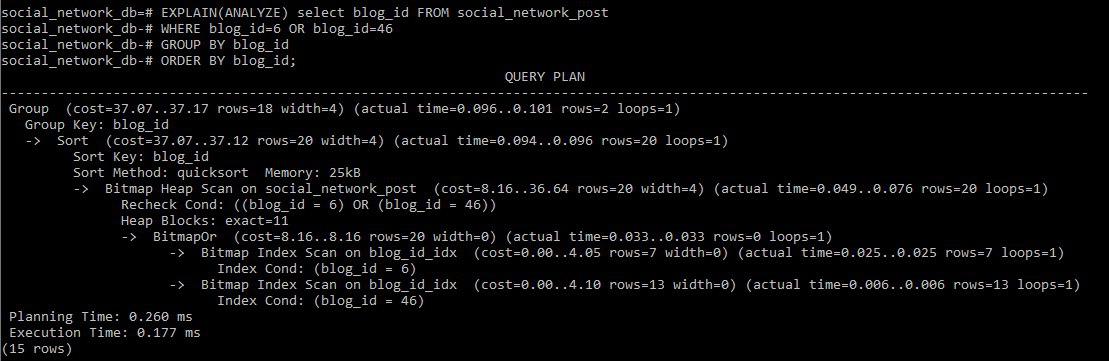 social_network_db=# EXPLAIN(ANALYZE) select blog_id FROM social_network_post
social_network_db-# WHERE blog_id=6 OR blog_id=46
social_network_db-# GROUP BY blog_id
social_network_db-# ORDER BY blog_id;
QUERY PLAN
-----------------------------------------------------------------------------------------------------------------------------------------
Group  (cost=37.07..37.17 rows=18 width=4) (actual time=0.096..0.101 rows=2 loops=1)
  Group Key: blog_id
  ->  Sort  (cost=37.07..37.12 rows=20 width=4) (actual time=0.094..0.096 rows=20 loops=1)
        Sort Key: blog_id
        Sort Method: quicksort  Memory: 25kB
        ->  Bitmap Heap Scan on social_network_post  (cost=8.16..36.64 rows=20 width=4) (actual time=0.049..0.076 rows=20 loops=1)
              Recheck Cond: ((blog_id = 6) OR (blog_id = 46))
              Heap Blocks: exact=11
              ->  BitmapOr  (cost=8.16..8.16 rows=20 width=0) (actual time=0.033..0.033 rows=0 loops=1)
                    ->  Bitmap Index Scan on blog_id_idx  (cost=0.00..4.05 rows=7 width=0) (actual time=0.025..0.025 rows=7 loops=1)
                          Index Cond: (blog_id = 6)
                    ->  Bitmap Index Scan on blog_id_idx  (cost=0.00..4.10 rows=13 width=0) (actual time=0.006..0.006 rows=13 loops=1)
                          Index Cond: (blog_id = 46)
Planning Time: 0.260 ms
Execution Time: 0.177 ms
(15 rows)